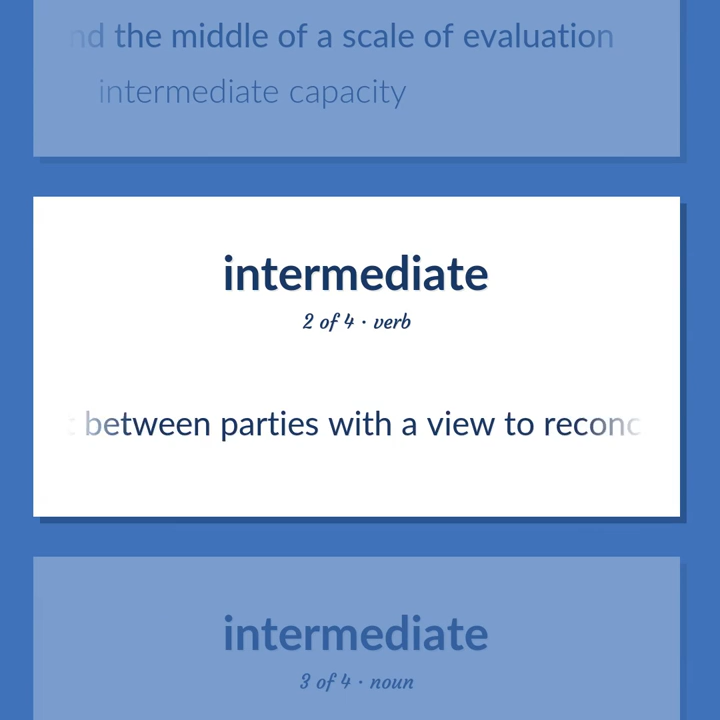 the middle of a scale of evaluation
intermediate capacity
intermediate
2 of 4 · verb
between parties with a view to
intermediate
3 of 4 · noun